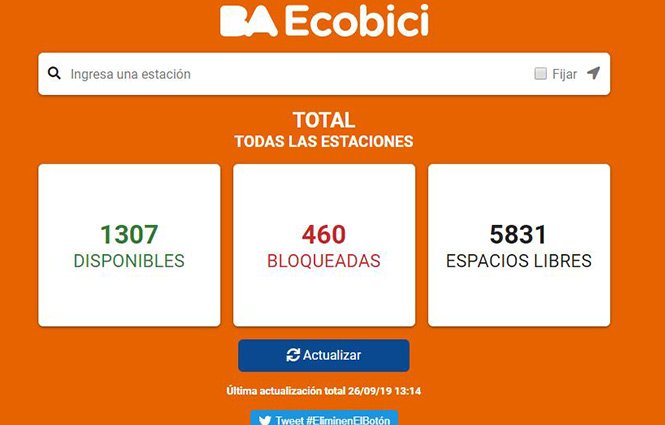 BA Ecobici
Ingresa una estación Fijar
TOTAL
TODAS LAS ESTACIONES
1307
DISPONIBLES
460
BLOQUEADAS
5831
ESPACIOS LIBRES
Actualizar
Última actualización total 26/09/19 13:14
Tweet #EliminenElBotón